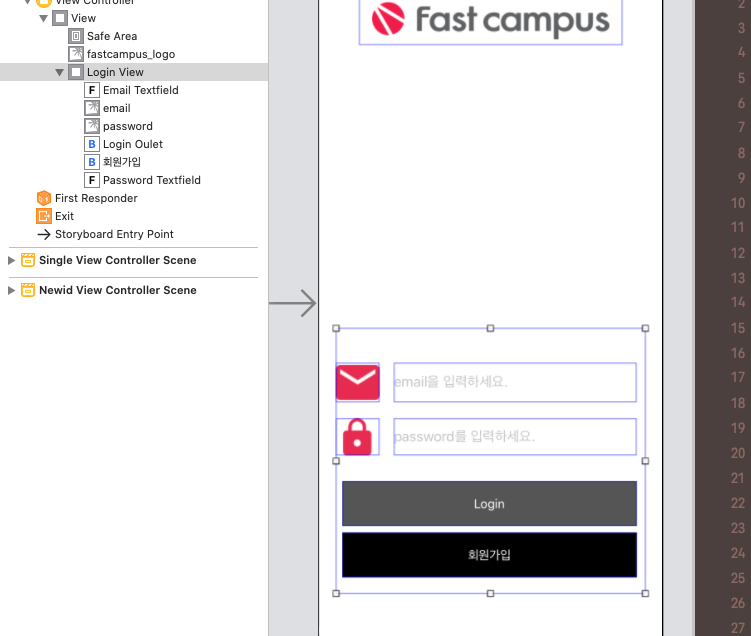 View Controller
View
Safe Area
fastcampus_logo
Login View
Email Textfield
email
password
Login Oulet
회원가입
Password Textfield
First Responder
Exit
Storyboard Entry Point
Single View Controller Scene
Newid View Controller Scene
Fast campus
email을 입력하세요.
password를 입력하세요.
Login
회원가입
2
3
4
5
6
7
8
9
10
11
12
13
14
15
16
17
18
19
20
21
22
23
24
25
26
27